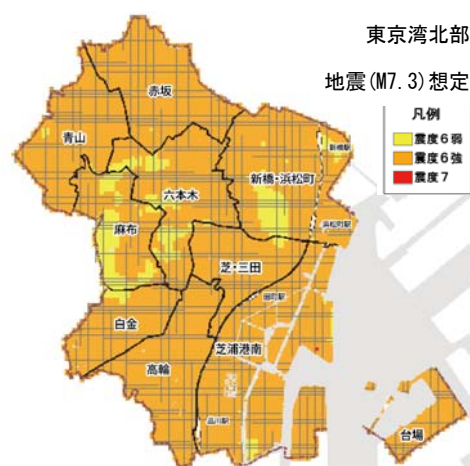 東京湾北部
地震(M7.3)想定
凡例
震度6弱
震度6強
震度7
赤坂
青山
新橋駅
六本木
新橋・浜松町
麻布
浜松町駅
芝・三田
田町駅
白金
芝浦港南
高輪
品川駅
台場